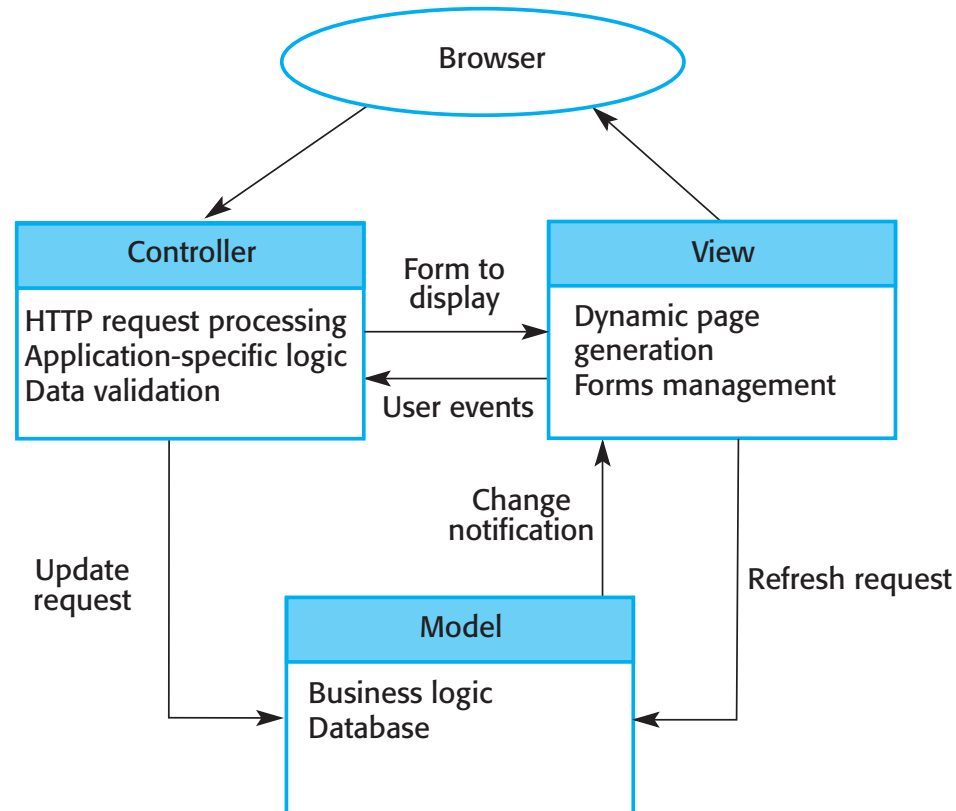 Browser
Controller
HTTP request processing
Application-specific logic
Data validation
Form to
display
User events
View
Dynamic page
generation
Forms management
Update
request
Change
notification
Refresh request
Model
Business logic
Database